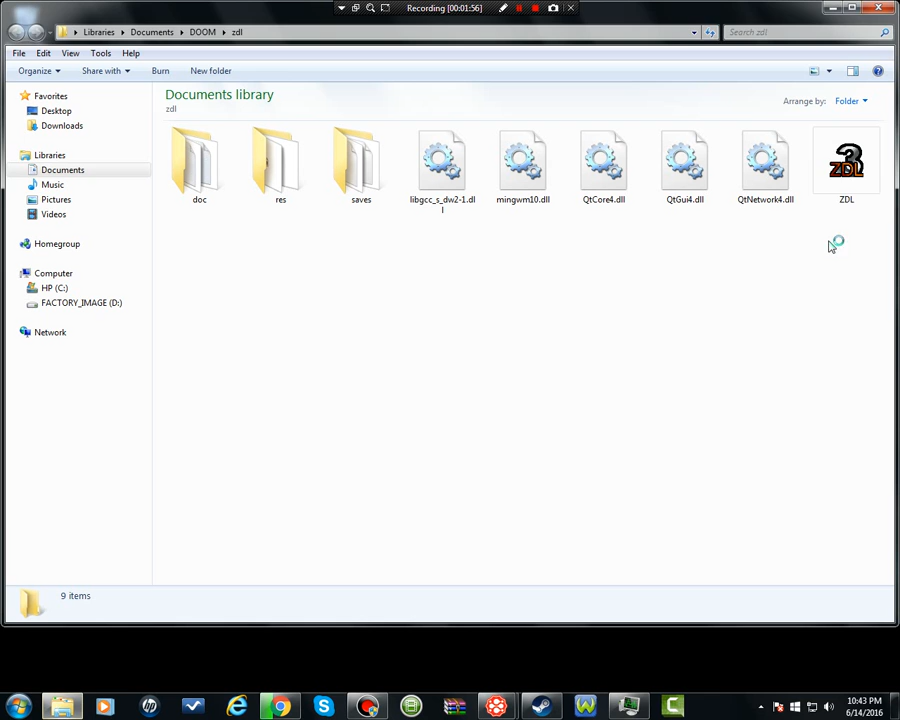 Recording [00:01:56]
Libraries Documents DOOM zdl
Search zdl
File Edit View Tools Help
Organize Share with Burn New folder
Favorites
Desktop
Downloads
Libraries
Documents
Music
Pictures
Videos
Homegroup
Computer
HP (C:)
FACTORY_IMAGE (D:)
Network
Documents library
zdl
Arrange by: Folder
3
ZDL
doc
res
saves
libgcc_s_dw2-1.dl
l
mingwm10.dll
QtCore4.dll
QtGui4.dll
QtNetwork4.dll
ZDL
9 items
10:43 PM
6/14/2016